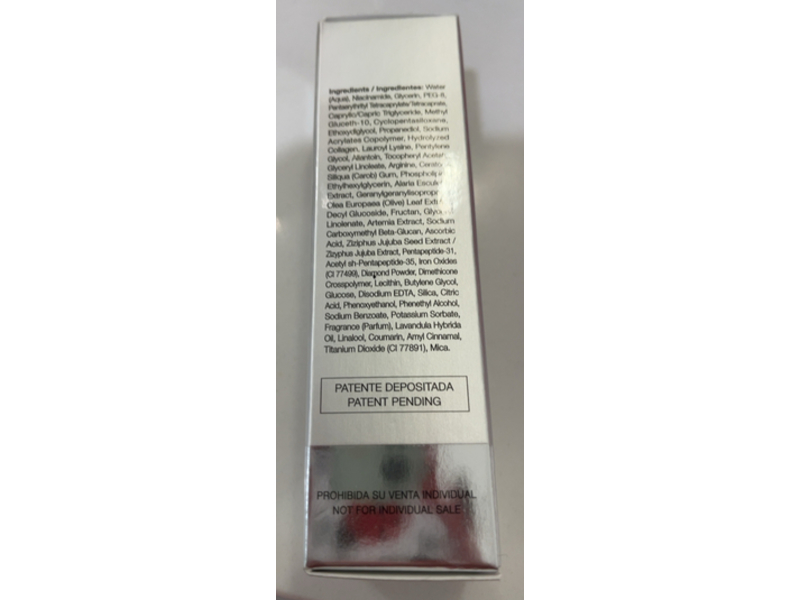 Ingredients / Ingredientes: Water
(Aqua), Niacinamide, Glycerin, PEG-8,
Pentaerythrityl Tetracaprylate/Tetracaprate,
Caprylic/Capric Triglyceride, Methyl
Gluceth-10, Cyclopentasiloxane,
Ethoxydiglycol, Propanediol, Sodium
Acrylates Copolymer, Hydrolyzed
Collagen, Lauroyl Lysine, Pentylene
Glycol, Allantoin, Tocopheryl
Glyceryl Linoleate, Arginine,
Siliqua (Carob) Gum,
Ethylhexylglycerin, Alaria
Extract,
Olea Europaea (Olive) Leaf
Decyl Glucoside, Fructan,
Linolenate, Artemia Extract, Sodium
Carboxymethyl Beta-Glucan, Ascorbic
Acid, Ziziphus Jujuba Seed Extract /
Zizyphus Jujuba Extract, Pentapeptide-31,
Acetyl sh-Pentapeptide-35, Iron Oxides
(CI 77499), Diamond Powder, Dimethicone
Crosspolymer, Lecithin, Butylene Glycol,
Glucose, Disodium EDTA, Silica, Citric
Acid, Phenoxyethanol, Phenethyl Alcohol,
Sodium Benzoate, Potassium Sorbate,
Fragrance (Parfum), Lavandula Hybrida
Oil, Linalool, Coumarin, Amyl Cinnamal,
Titanium Dioxide (CI 77891), Mica.
PATENTE DEPOSITADA
PATENT PENDING
PROHIBIDA SU VENTA INDIVIDUAL
NOT FOR INDIVIDUAL SALE